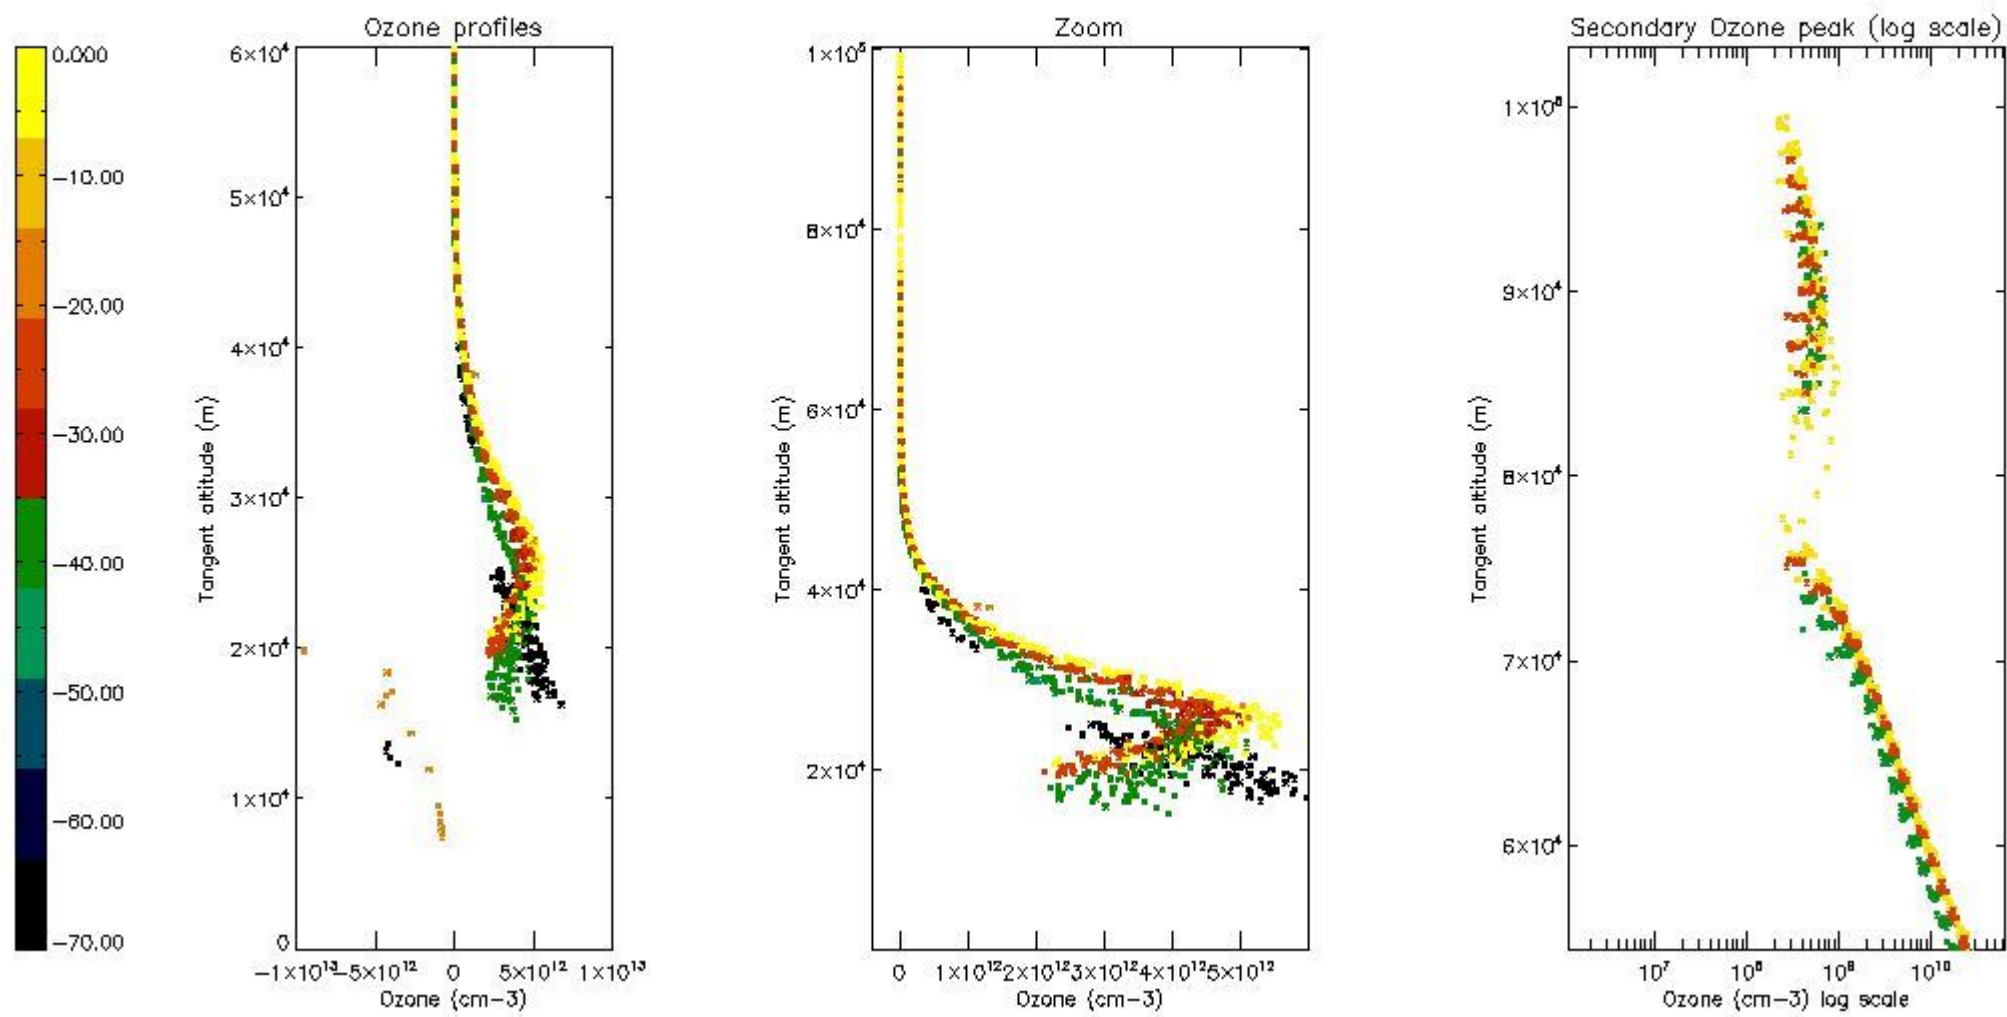 Ozone profiles
Zoom
Secondary Ozone peak (log scale)
0.000
−10.00
−20.00
−30.00
−40.00
−50.00
−60.00
−70.00
6×10⁴
5×10⁴
4×10⁴
3×10⁴
2×10⁴
1×10⁴
0
Tangent altitude (m)
−1×10¹³ −5×10¹² 0 5×10¹² 1×10¹³
Ozone (cm−3)
1×10⁵
8×10⁴
6×10⁴
4×10⁴
2×10⁴
Tangent altitude (m)
0 1×10¹² 2×10¹² 3×10¹² 4×10¹² 5×10¹²
Ozone (cm−3)
1×10⁵
9×10⁴
8×10⁴
7×10⁴
6×10⁴
Tangent altitude (m)
10⁷ 10⁸ 10⁹ 10¹⁰
Ozone (cm−3) log scale